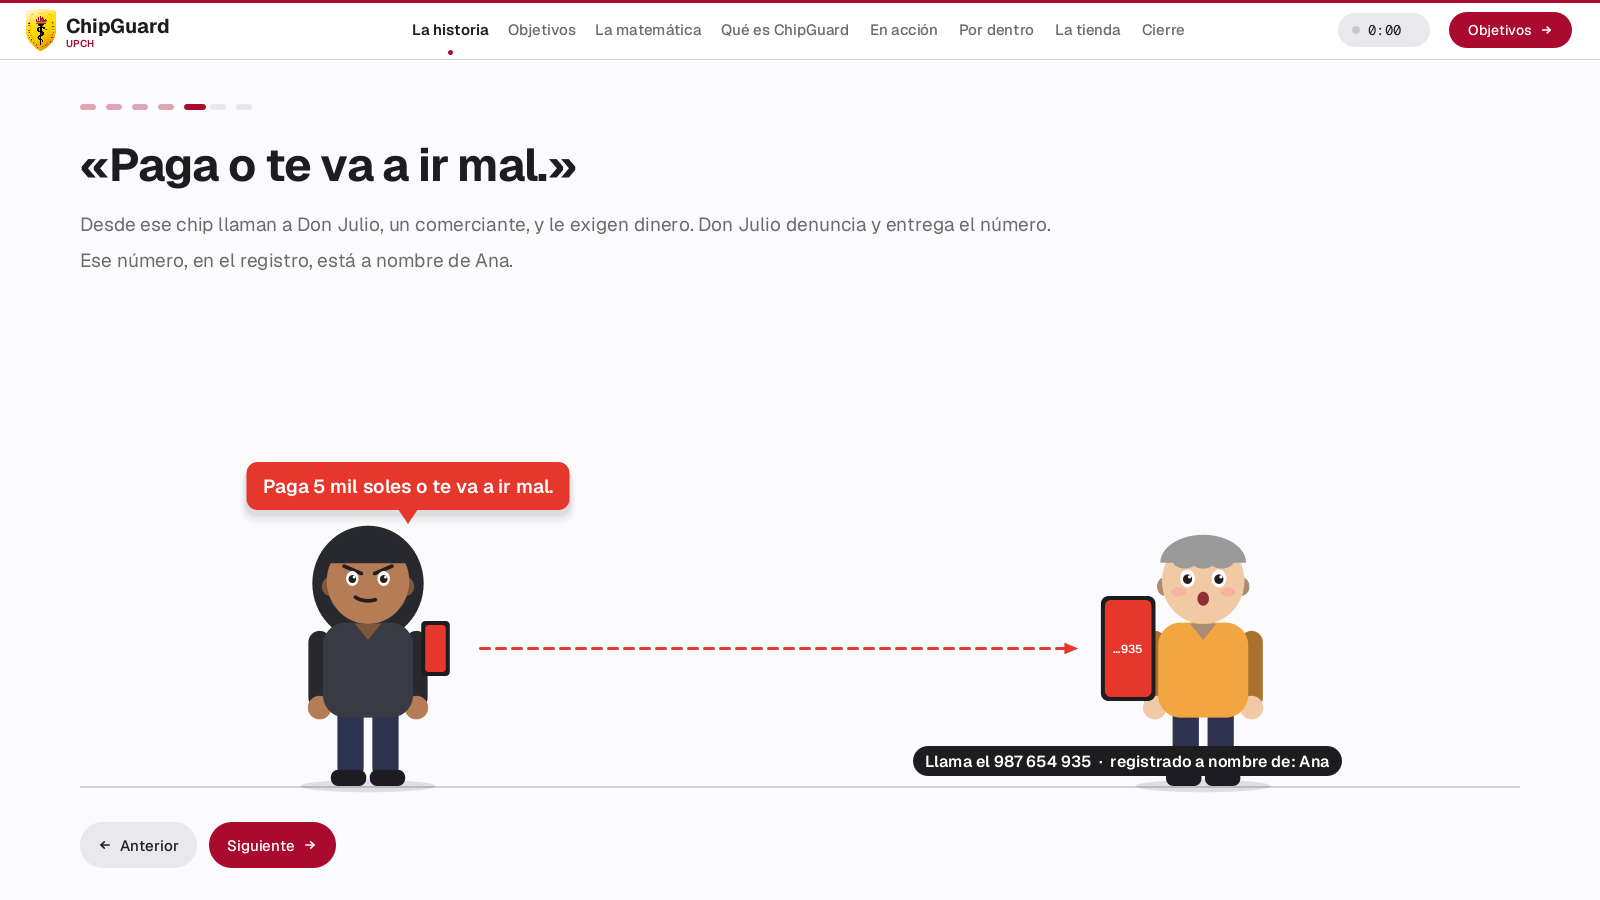 ChipGuard
UPCH
La historia
Objetivos
La matemática
Qué es ChipGuard
En acción
Por dentro
La tienda
Cierre
0:00
Objetivos →
«Paga o te va a ir mal.»
Desde ese chip llaman a Don Julio, un comerciante, y le exigen dinero. Don Julio denuncia y entrega el número.
Ese número, en el registro, está a nombre de Ana.
Paga 5 mil soles o te va a ir mal.
…935
Llama el 987 654 935 · registrado a nombre de: Ana
← Anterior
Siguiente →